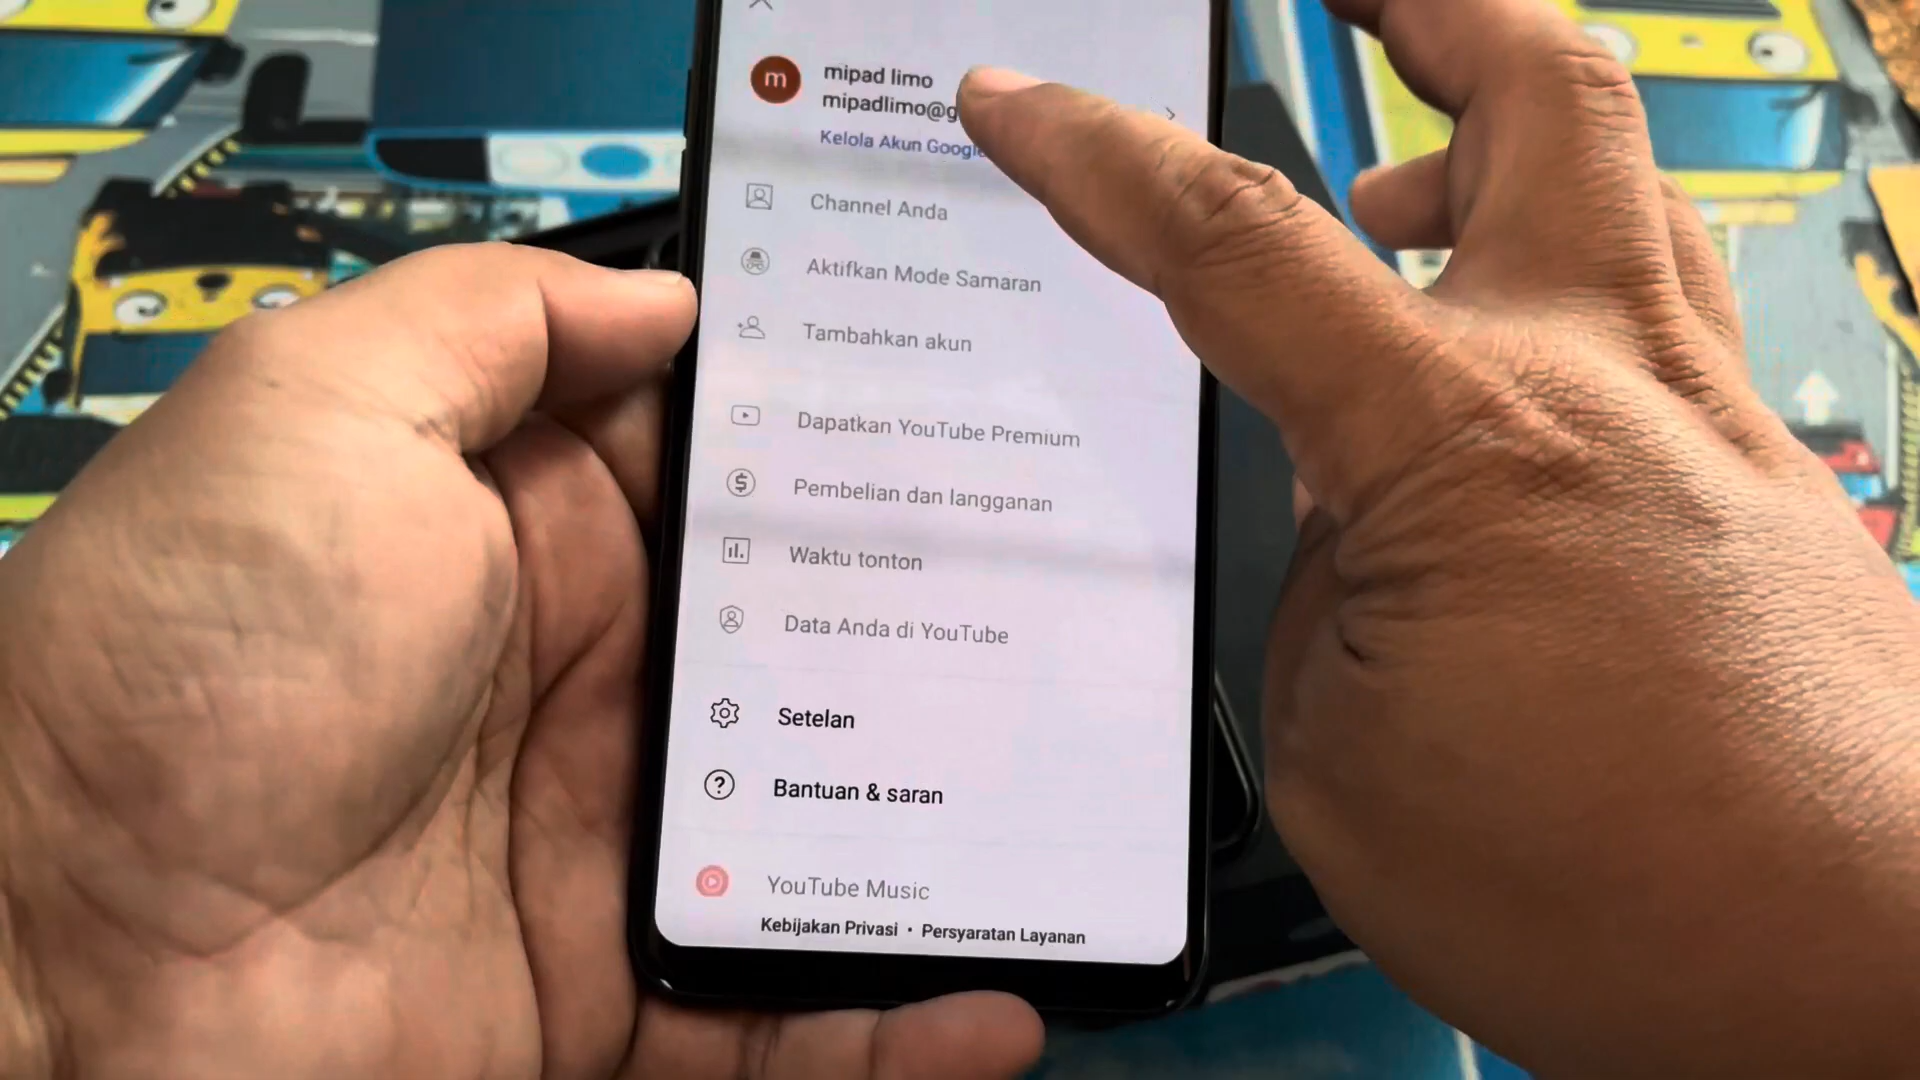 m
mipad limo
mipadlimo@g
Kelola Akun Google
Channel Anda
Aktifkan Mode Samaran
Tambahkan akun
Dapatkan YouTube Premium
Pembelian dan langganan
Waktu tonton
Data Anda di YouTube
Setelan
Bantuan & saran
YouTube Music
Kebijakan Privasi • Persyaratan Layanan